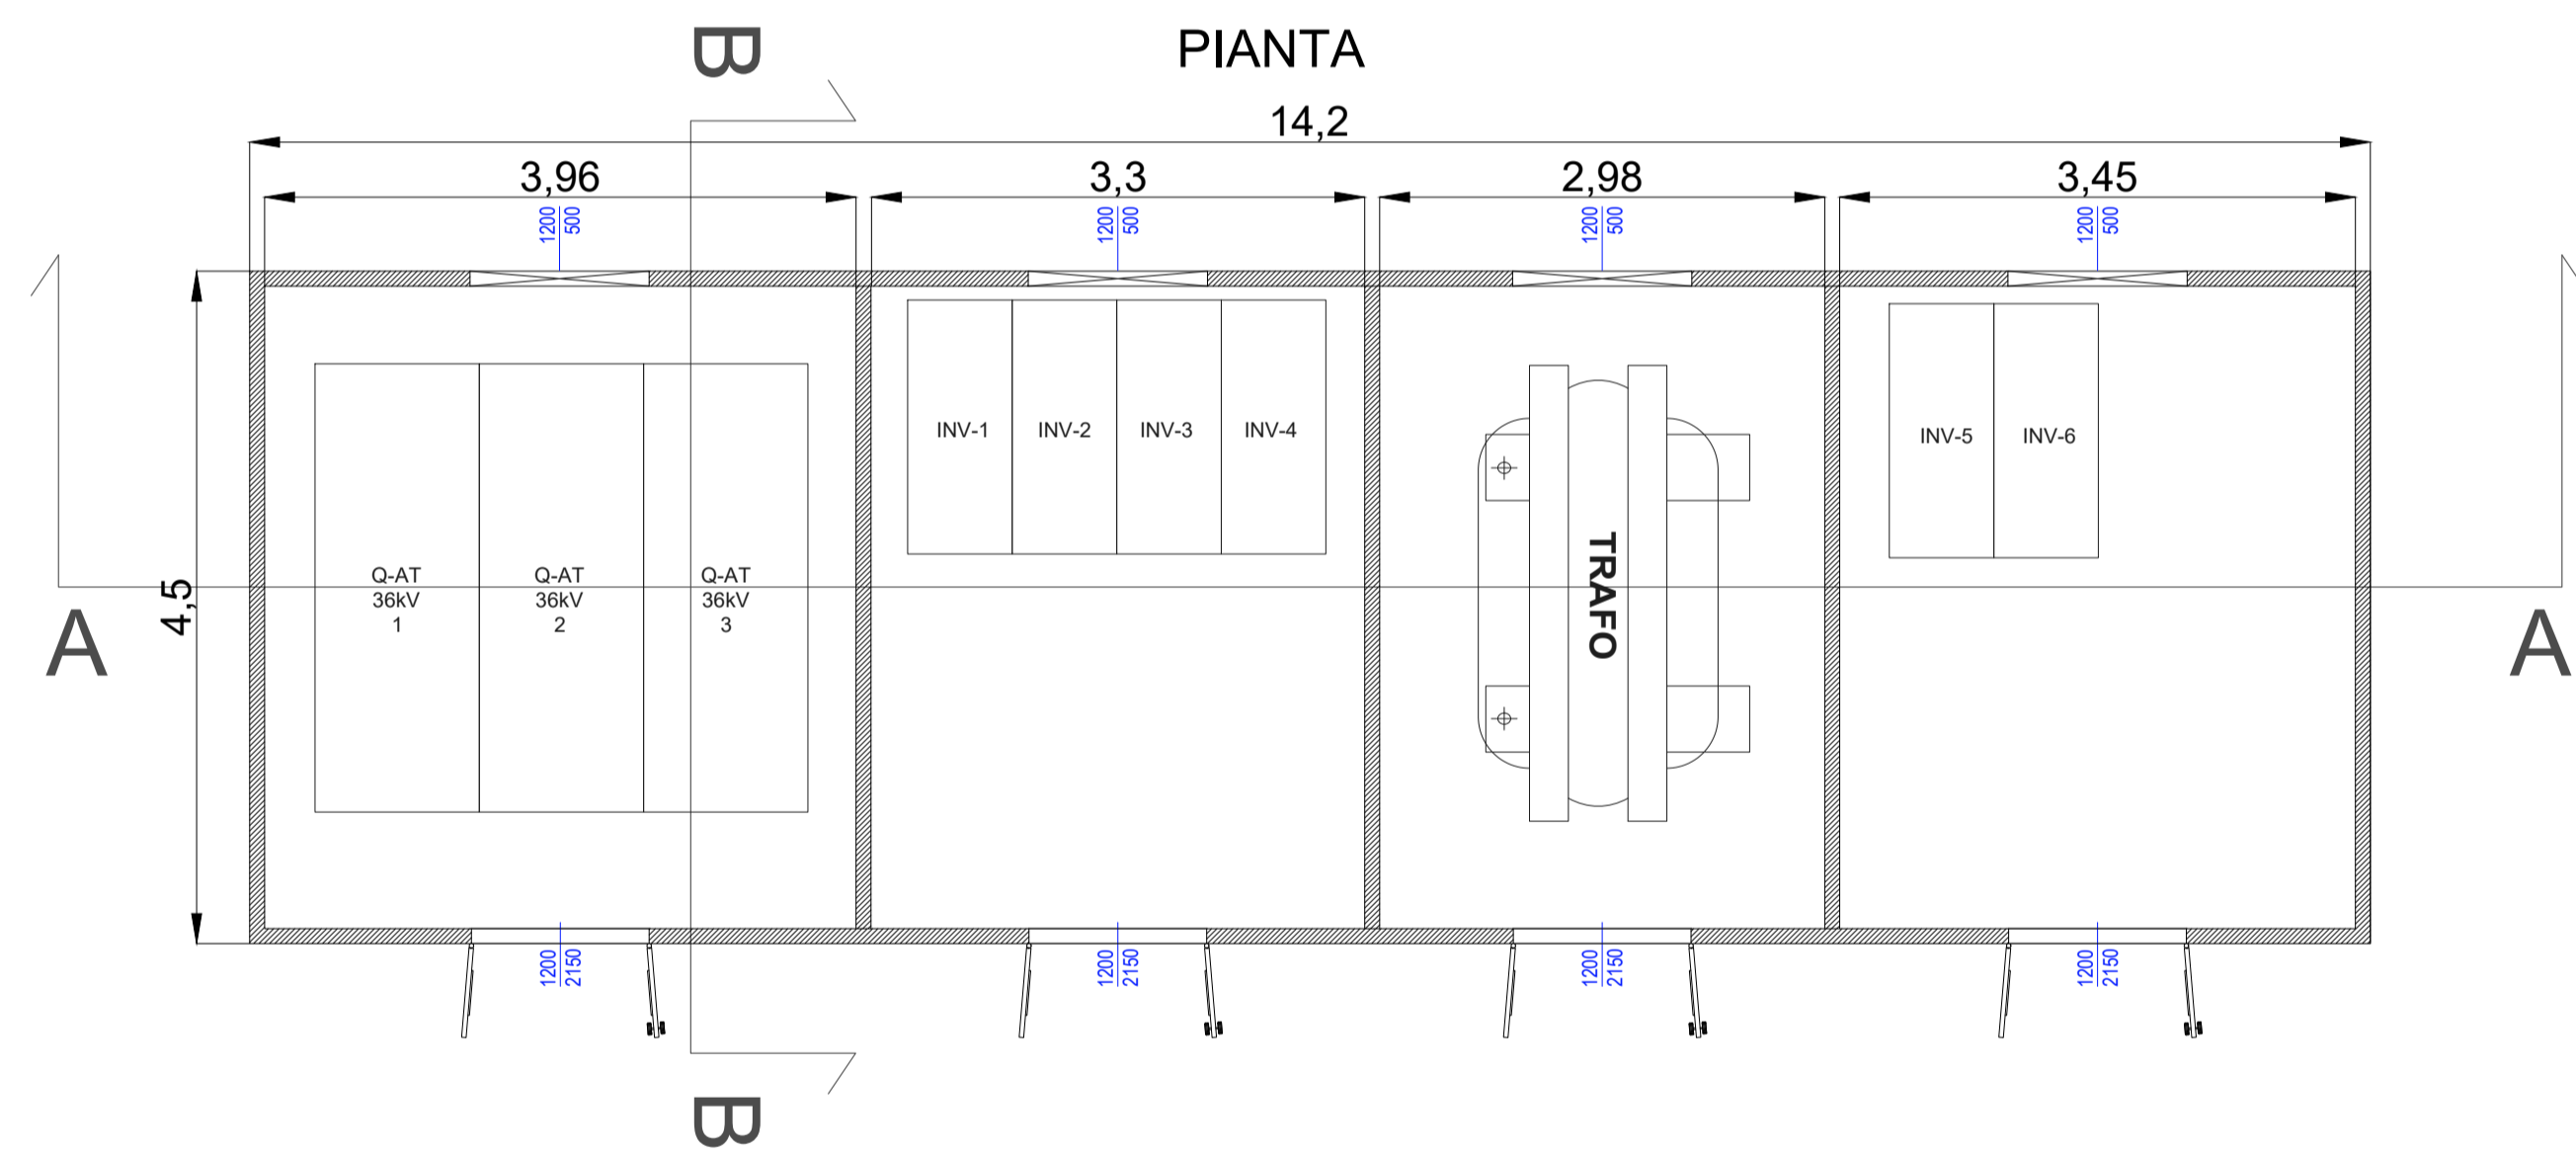 B
PIANTA
14,2
3,96
3,3
2,98
3,45
1200
500
1200
500
1200
500
1200
500
INV-1
INV-2
INV-3
INV-4
INV-5
INV-6
Q-AT
36kV
1
Q-AT
36kV
2
Q-AT
36kV
3
TRAFO
4,5
A
A
1200
2150
1200
2150
1200
2150
1200
2150
B